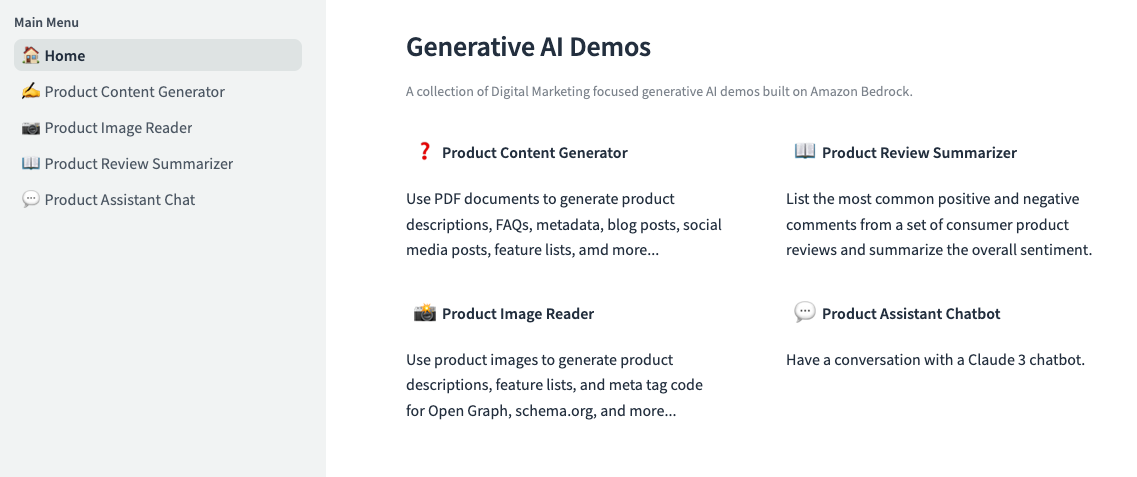 Main Menu
Home
Product Content Generator
Product Image Reader
Product Review Summarizer
Product Assistant Chat
Generative AI Demos
A collection of Digital Marketing focused generative AI demos built on Amazon Bedrock.
Product Content Generator
Use PDF documents to generate product
descriptions, FAQs, metadata, blog posts, social
media posts, feature lists, amd more...
Product Review Summarizer
List the most common positive and negative
comments from a set of consumer product
reviews and summarize the overall sentiment.
Product Image Reader
Use product images to generate product
descriptions, feature lists, and meta tag code
for Open Graph, schema.org, and more...
Product Assistant Chatbot
Have a conversation with a Claude 3 chatbot.